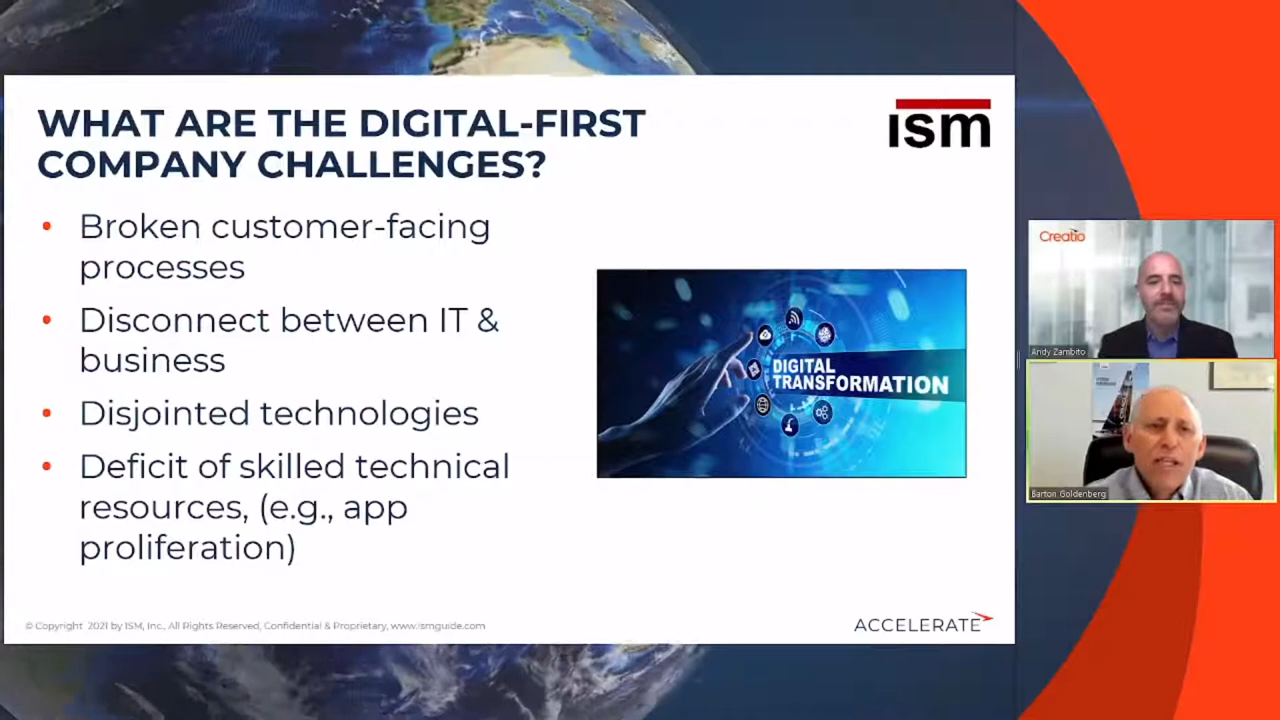 WHAT ARE THE DIGITAL-FIRST
COMPANY CHALLENGES?
ism
• Broken customer-facing
processes
• Disconnect between IT &
business
• Disjointed technologies
• Deficit of skilled technical
resources, (e.g., app
proliferation)
DIGITAL
TRANSFORMATION
© Copyright 2021 by ISM, Inc., All Rights Reserved, Confidential & Proprietary, www.ismguide.com
ACCELERATE
Creatio
Andy Zambito
Barton Goldenberg